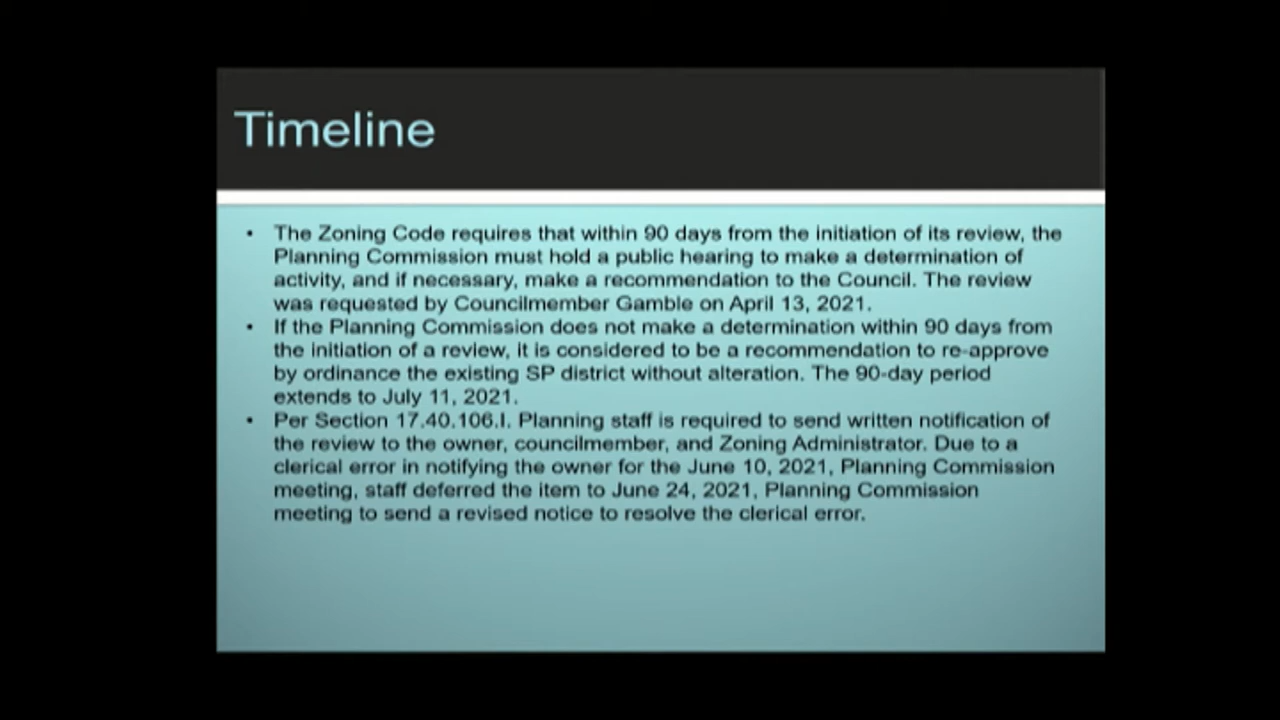 Timeline
• The Zoning Code requires that within 90 days from the initiation of its review, the
Planning Commission must hold a public hearing to make a determination of
activity, and if necessary, make a recommendation to the Council. The review
was requested by Councilmember Gamble on April 13, 2021.
• If the Planning Commission does not make a determination within 90 days from
the initiation of a review, it is considered to be a recommendation to re-approve
by ordinance the existing SP district without alteration. The 90-day period
extends to July 11, 2021.
• Per Section 17.40.106.I. Planning staff is required to send written notification of
the review to the owner, councilmember, and Zoning Administrator. Due to a
clerical error in notifying the owner for the June 10, 2021, Planning Commission
meeting, staff deferred the item to June 24, 2021, Planning Commission
meeting to send a revised notice to resolve the clerical error.